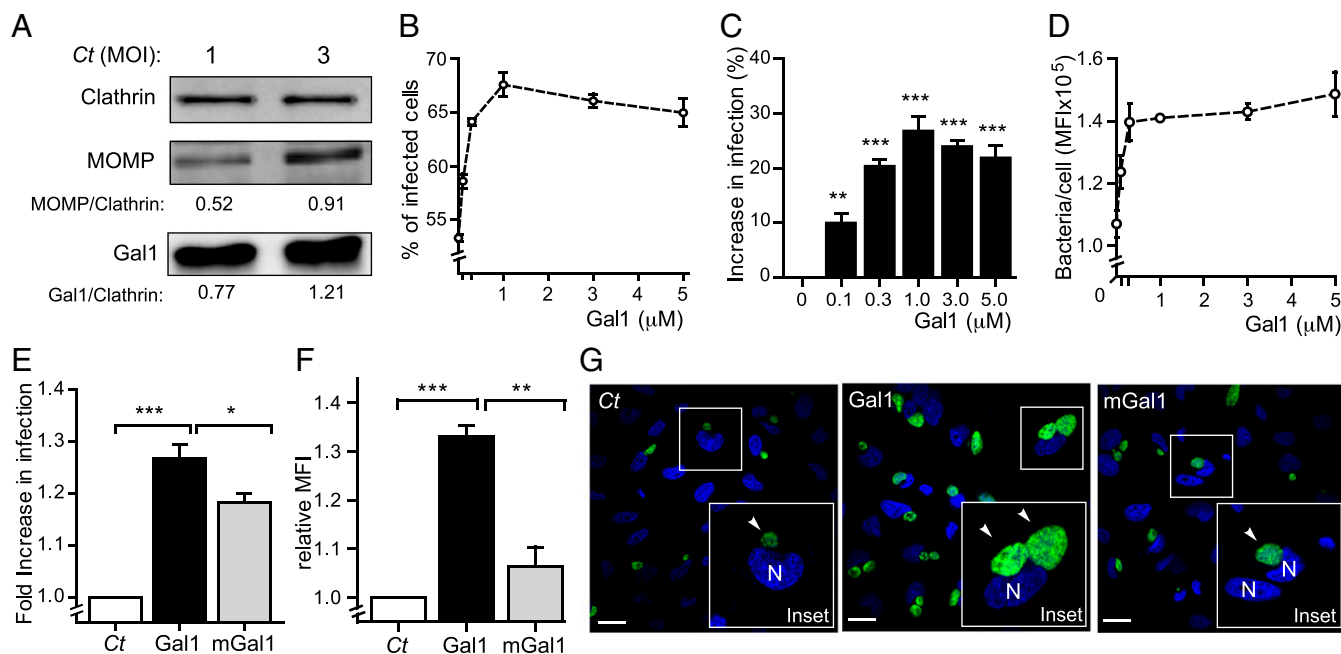 A
Ct (MOI): 1 3
Clathrin
MOMP
MOMP/Clathrin: 0.52 0.91
Gal1
Gal1/Clathrin: 0.77 1.21
B
% of infected cells
70
65
60
55
1 2 3 4 5
Gal1 (μM)
C
Increase in infection (%)
40
30
20
10
0
** *** *** *** ***
0 0.1 0.3 1.0 3.0 5.0
Gal1 (μM)
D
Bacteria/cell (MFIx10⁵)
1.6
1.4
1.2
1.0
0 1 2 3 4 5
Gal1 (μM)
E
Fold Increase in infection
1.4
1.3
1.2
1.1
1.0
*** *
Ct Gal1 mGal1
F
relative MFI
1.4
1.3
1.2
1.1
1.0
*** **
Ct Gal1 mGal1
G
Ct
N
Inset
Gal1
N
Inset
mGal1
N
N
Inset